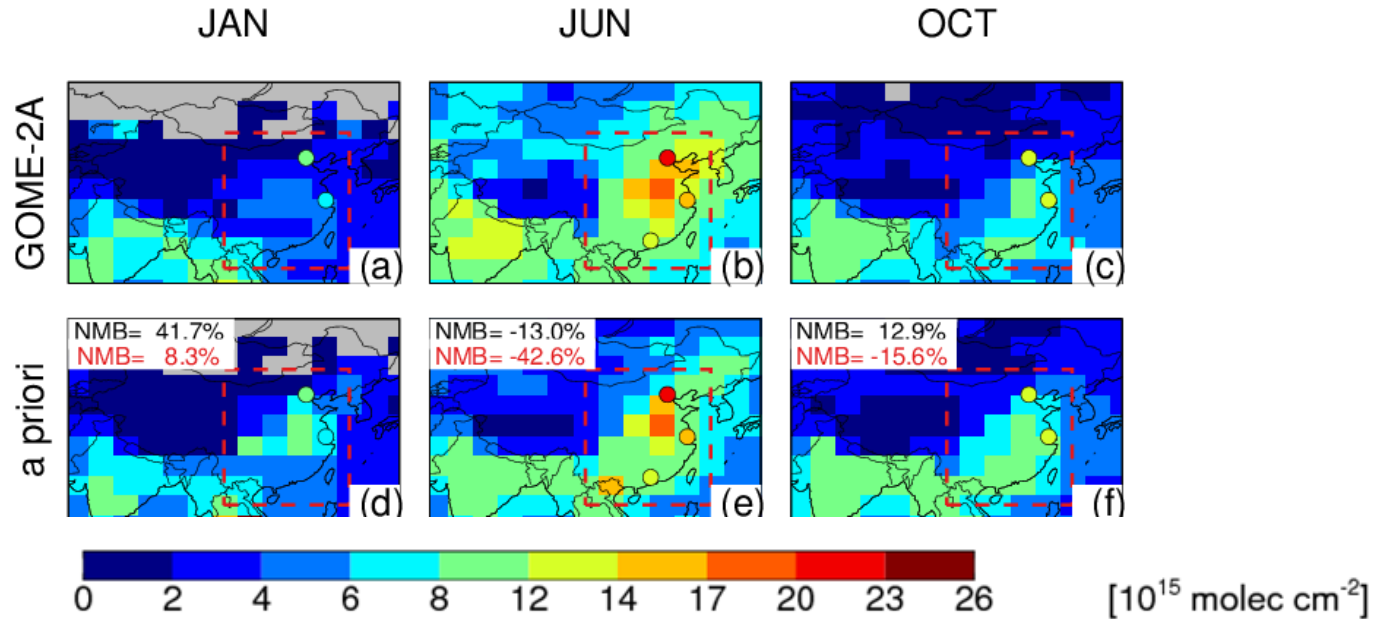 JAN JUN OCT
GOME-2A
(a) (b) (c)
a priori
NMB= 41.7% NMB= -13.0% NMB= 12.9%
NMB= 8.3% NMB= -42.6% NMB= -15.6%
(d) (e) (f)
0 2 4 6 8 12 14 17 20 23 26 [10¹⁵ molec cm⁻²]